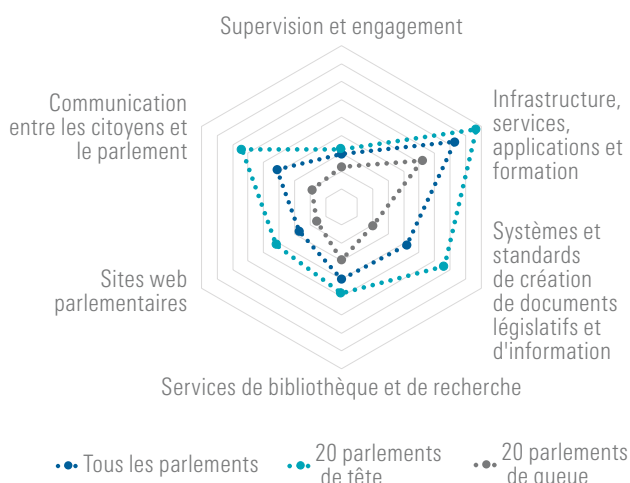 Supervision et engagement
Communication
entre les citoyens et
le parlement
Infrastructure,
services,
applications et
formation
Sites web
parlementaires
Systèmes et
standards
de création
de documents
législatifs et
d'information
Services de bibliothèque et de recherche
Tous les parlements
20 parlements
de tête
20 parlements
de queue